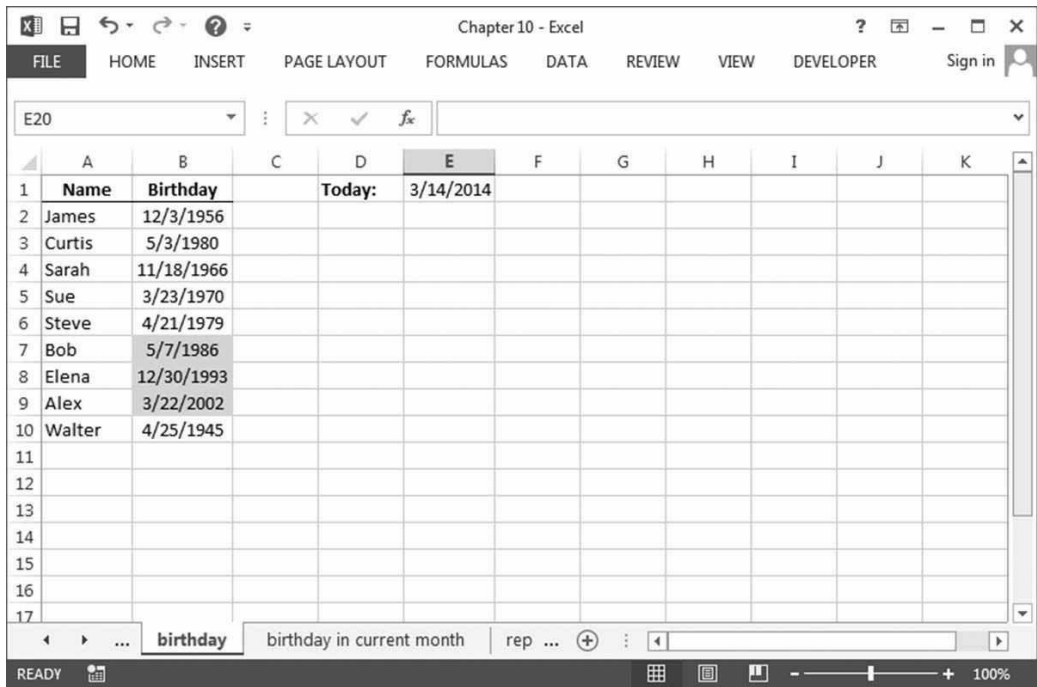 Chapter 10 - Excel
FILE HOME INSERT PAGE LAYOUT FORMULAS DATA REVIEW VIEW DEVELOPER Sign in
E20 fx
A B C D E F G H I J K
1 Name Birthday Today: 3/14/2014
2 James 12/3/1956
3 Curtis 5/3/1980
4 Sarah 11/18/1966
5 Sue 3/23/1970
6 Steve 4/21/1979
7 Bob 5/7/1986
8 Elena 12/30/1993
9 Alex 3/22/2002
10 Walter 4/25/1945
11
12
13
14
15
16
17
... birthday birthday in current month rep ...
READY 100%